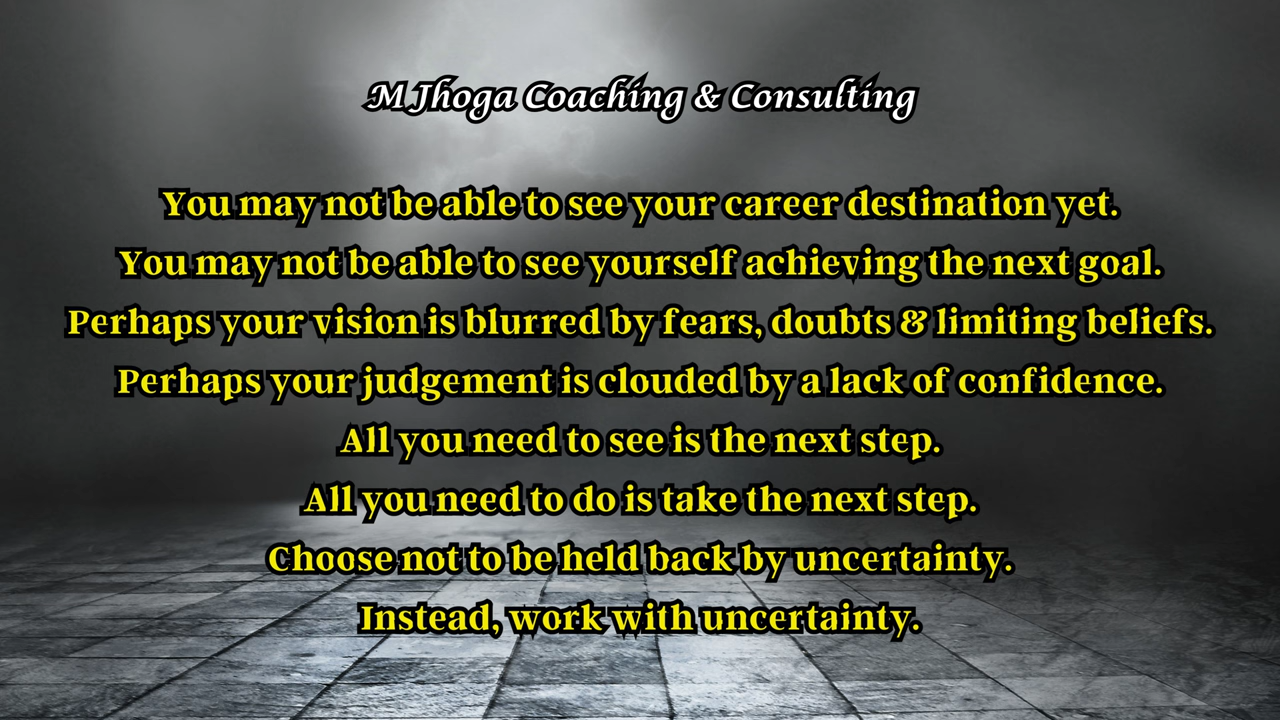 M Jhoga Coaching & Consulting
You may not be able to see your career destination yet.
You may not be able to see yourself achieving the next goal.
Perhaps your vision is blurred by fears, doubts & limiting beliefs.
Perhaps your judgement is clouded by a lack of confidence.
All you need to see is the next step.
All you need to do is take the next step.
Choose not to be held back by uncertainty.
Instead, work with uncertainty.